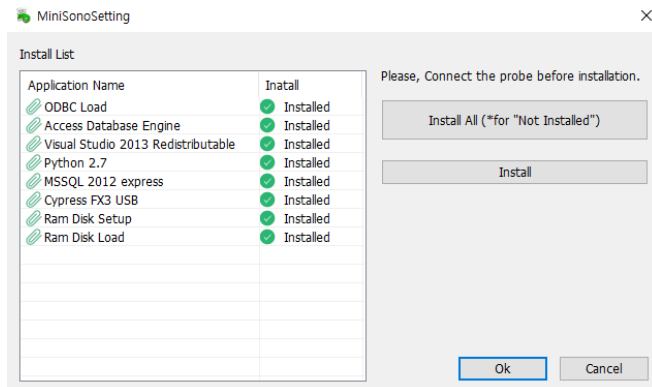 MiniSonoSetting
Install List
Application Name Inatall
ODBC Load Installed
Access Database Engine Installed
Visual Studio 2013 Redistributable Installed
Python 2.7 Installed
MSSQL 2012 express Installed
Cypress FX3 USB Installed
Ram Disk Setup Installed
Ram Disk Load Installed
Please, Connect the probe before installation.
Install All (*for "Not Installed")
Install
Ok Cancel